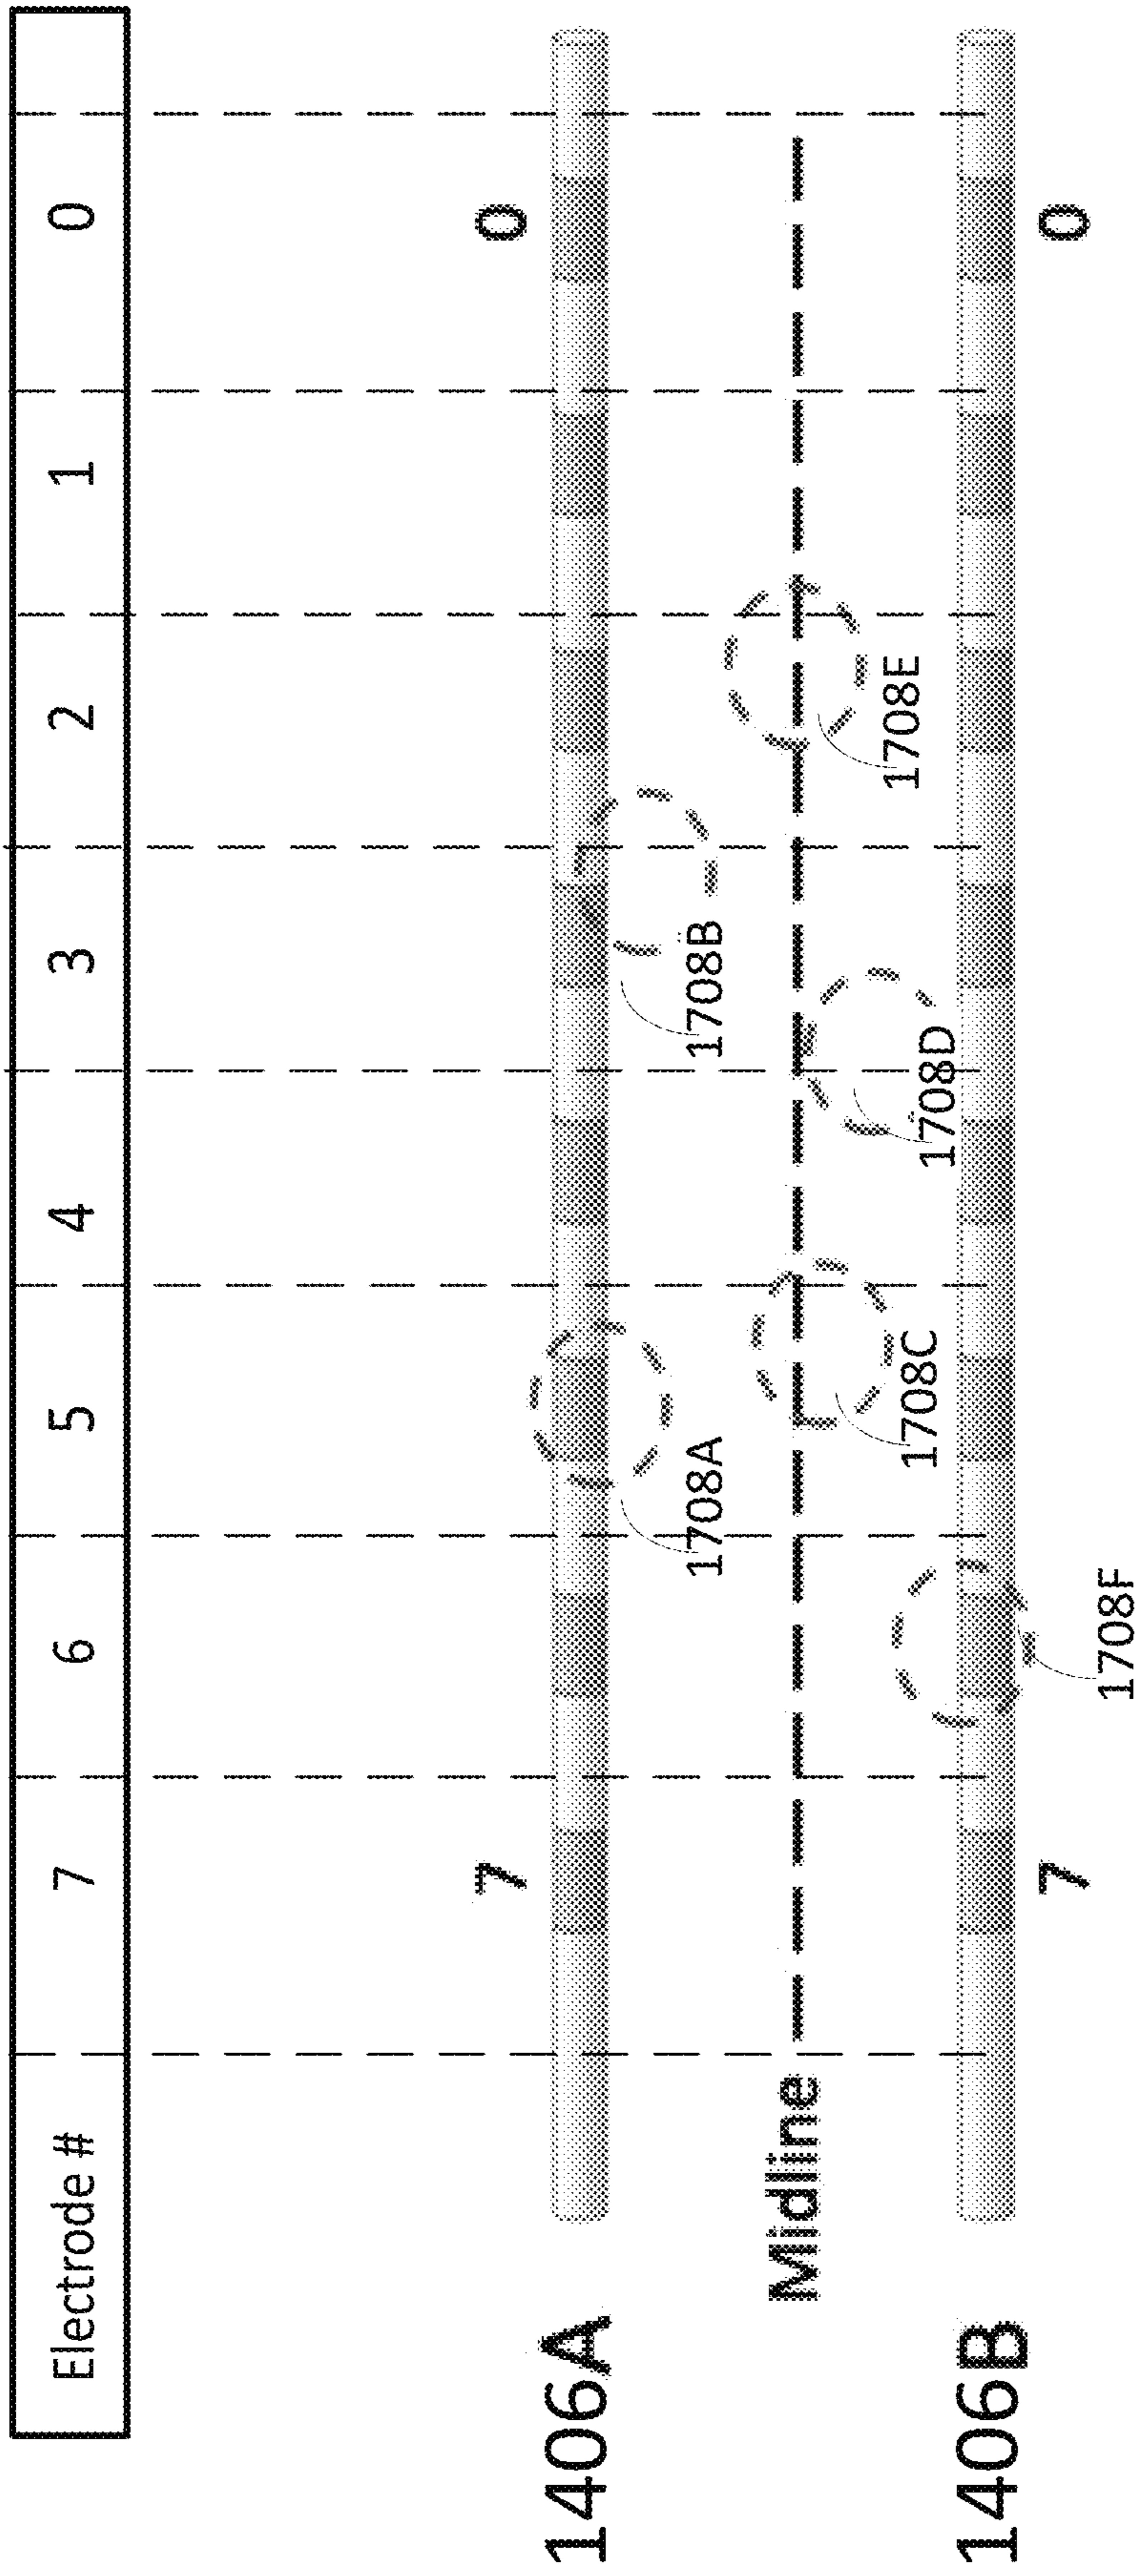 Electrode # 7 6 5 4 3 2 1 0
7 0
1406A
1708A 1708B
Midline
1708C 1708D 1708E
1406B
7 0
1708F